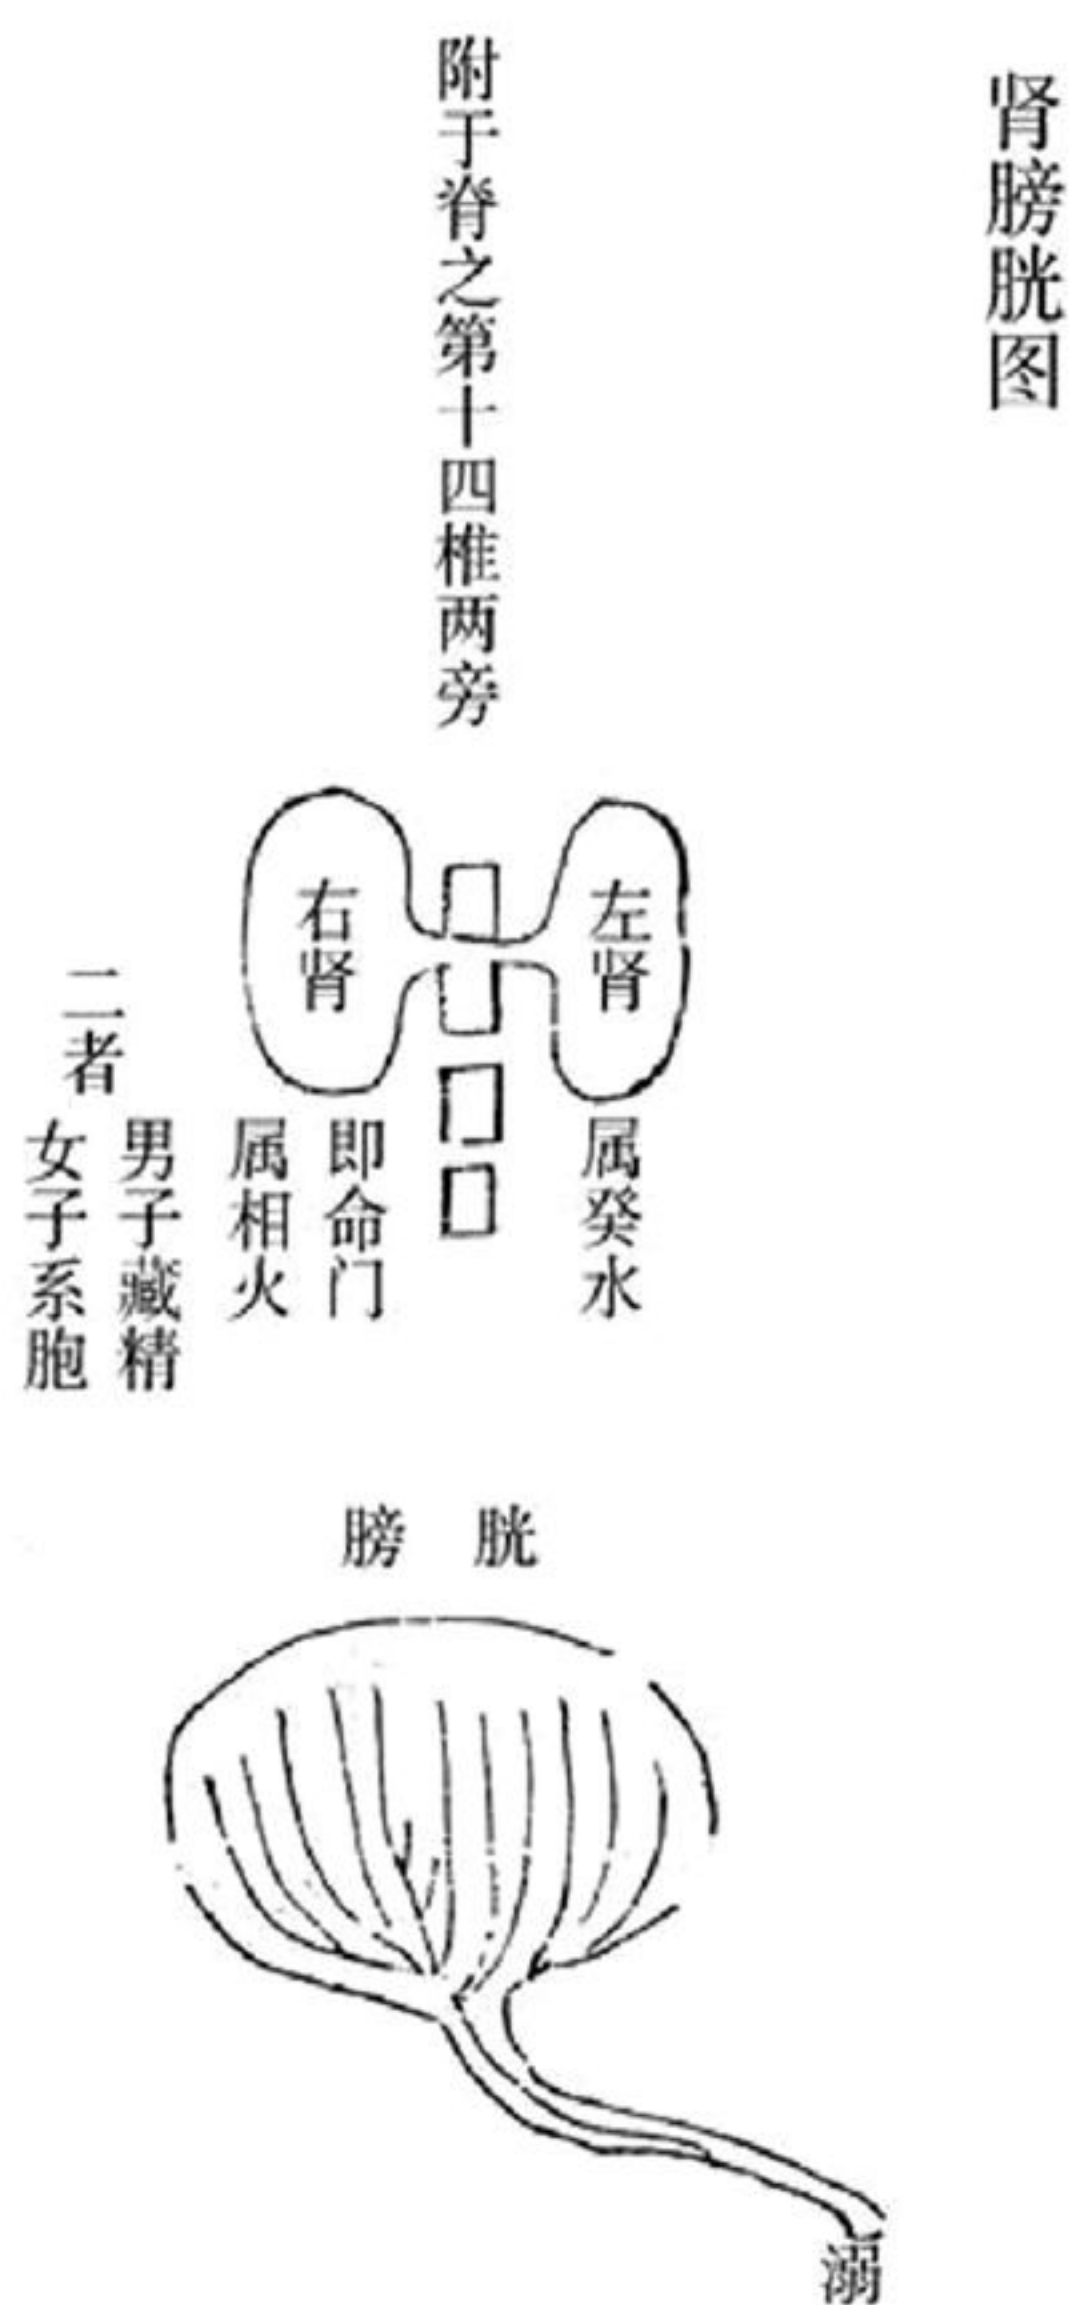 肾膀胱图
附于脊之第十四椎两旁
左肾
属癸水
右肾
即命门
属相火
二者
男子藏精
女子系胞
膀胱
溺